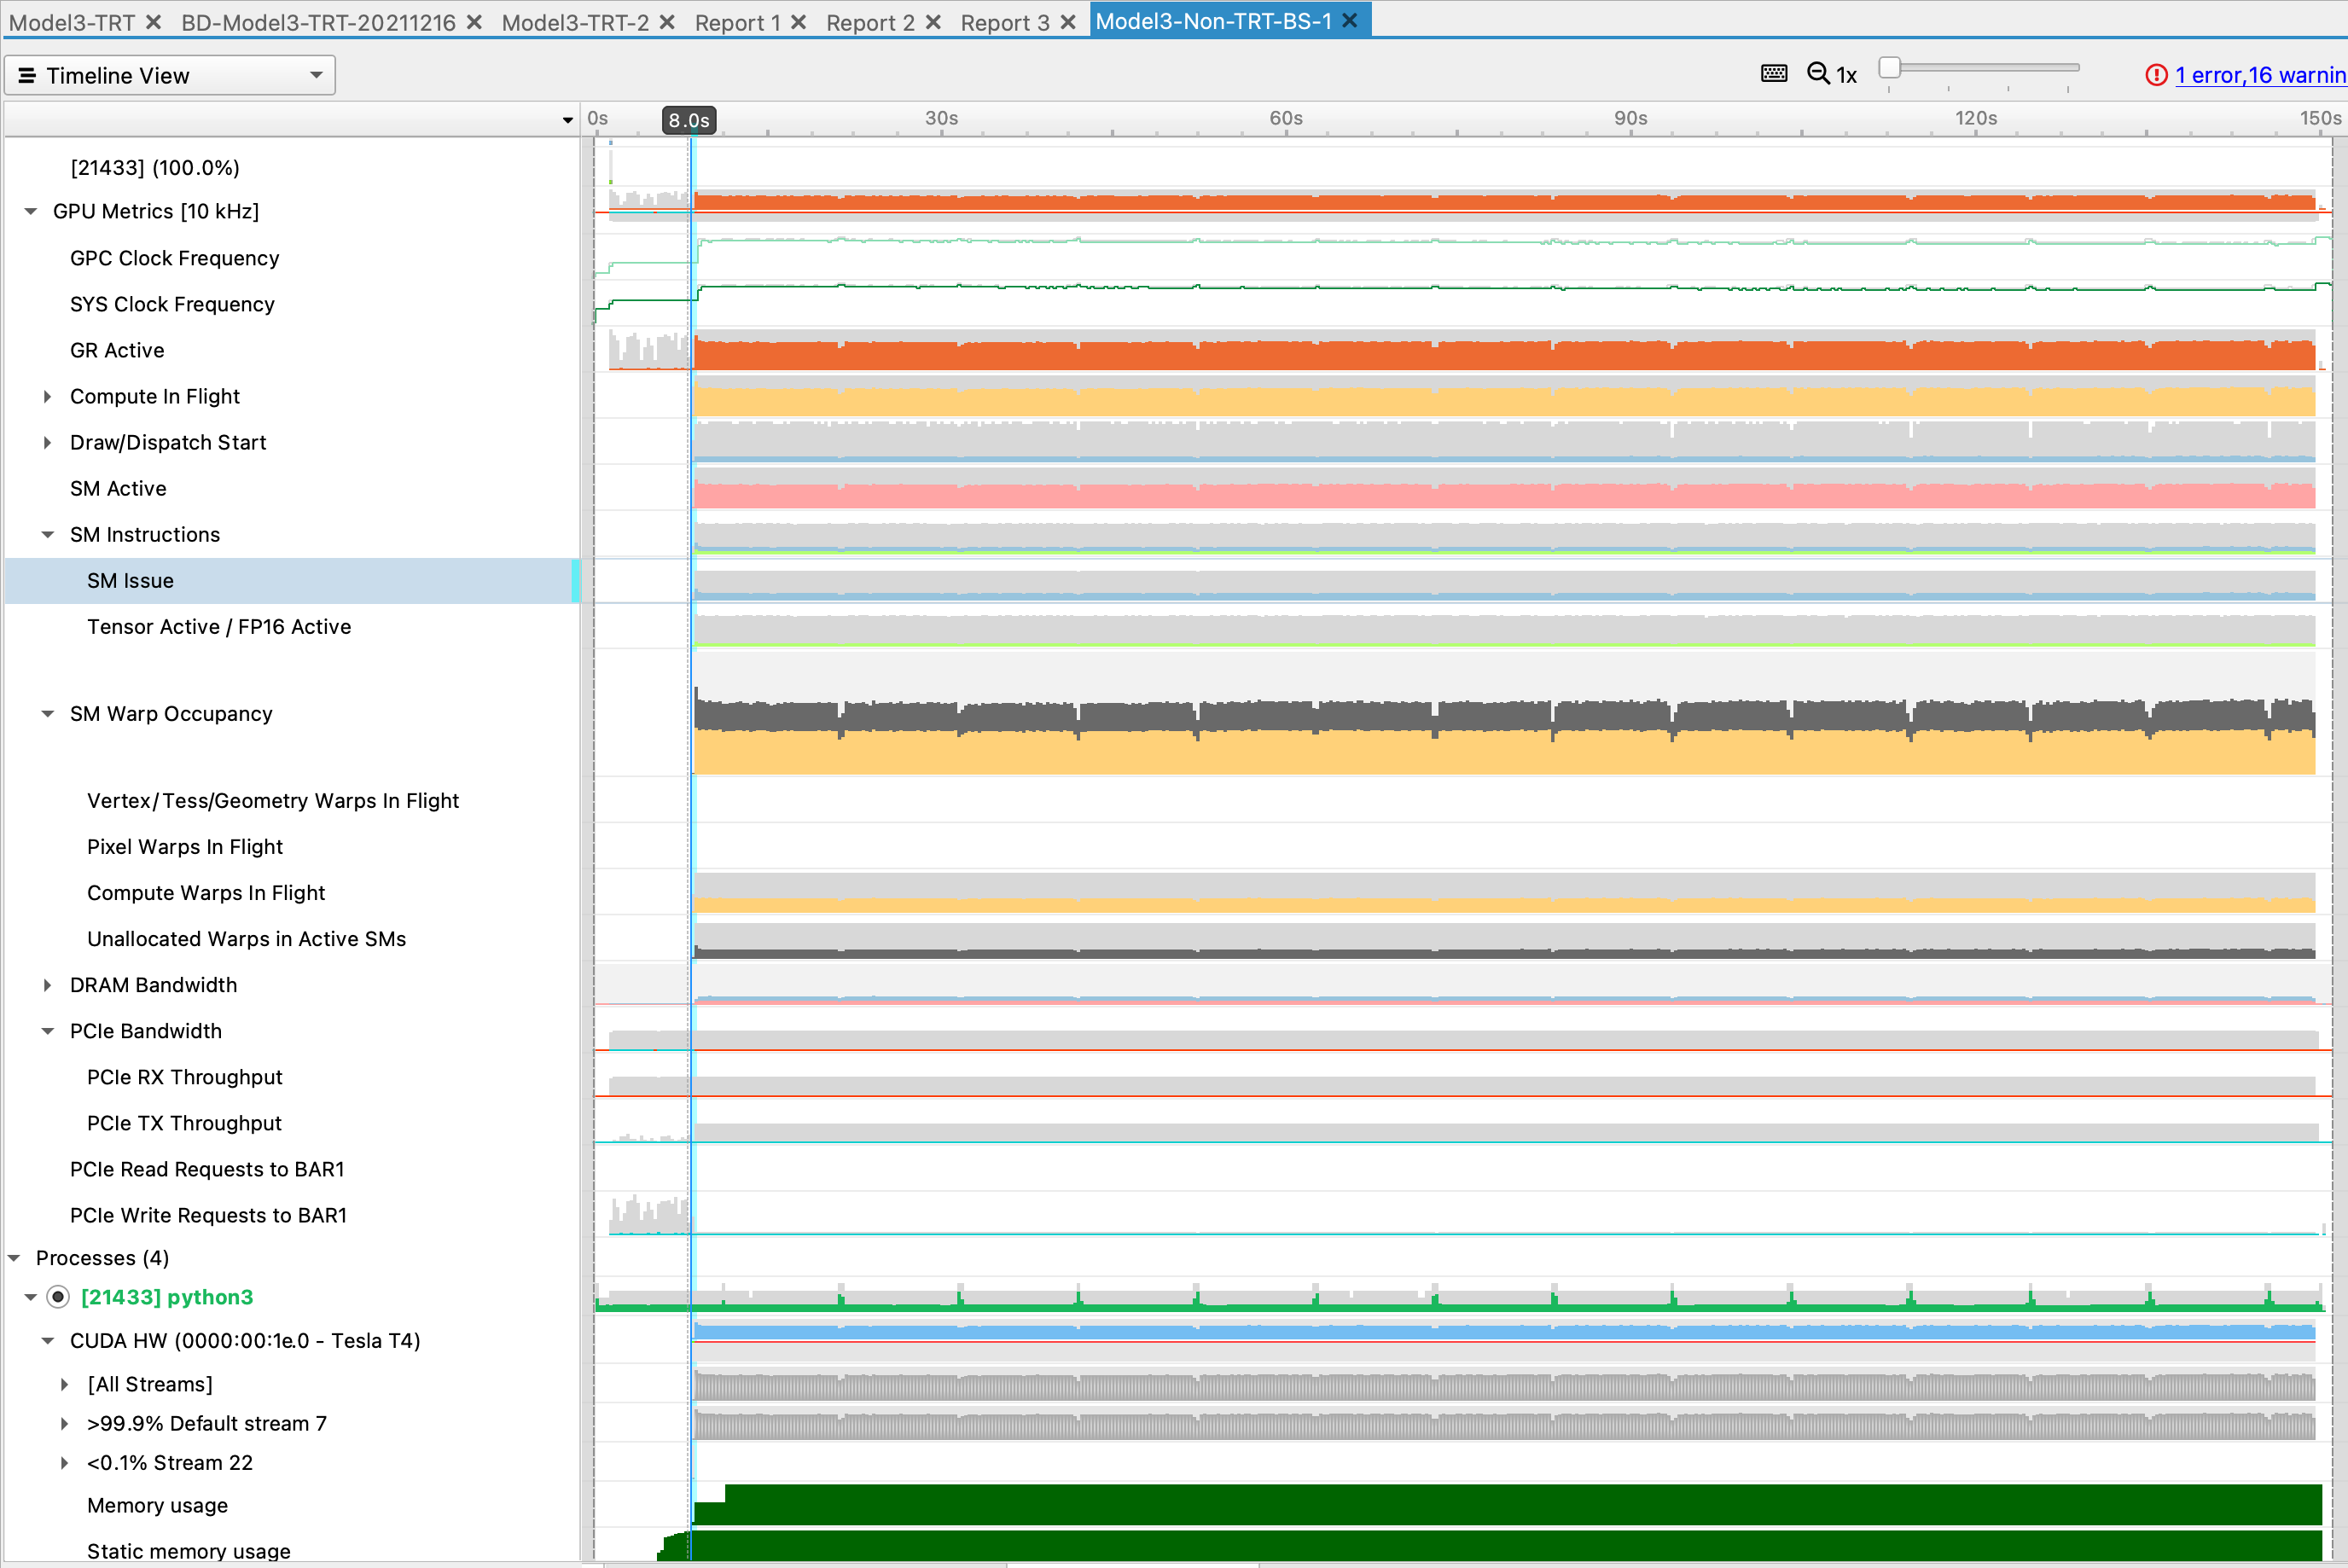 Model3-TRT BD-Model3-TRT-20211216 Model3-TRT-2 Report 1 Report 2 Report 3 Model3-Non-TRT-BS-1
Timeline View 1x 1 error,16 warnin
0s 8.0s 30s 60s 90s 120s 150s
[21433] (100.0%)
GPU Metrics [10 kHz]
GPC Clock Frequency
SYS Clock Frequency
GR Active
Compute In Flight
Draw/Dispatch Start
SM Active
SM Instructions
SM Issue
Tensor Active / FP16 Active
SM Warp Occupancy
Vertex/Tess/Geometry Warps In Flight
Pixel Warps In Flight
Compute Warps In Flight
Unallocated Warps in Active SMs
DRAM Bandwidth
PCIe Bandwidth
PCIe RX Throughput
PCIe TX Throughput
PCIe Read Requests to BAR1
PCIe Write Requests to BAR1
Processes (4)
[21433] python3
CUDA HW (0000:00:1e.0 - Tesla T4)
[All Streams]
>99.9% Default stream 7
<0.1% Stream 22
Memory usage
Static memory usage